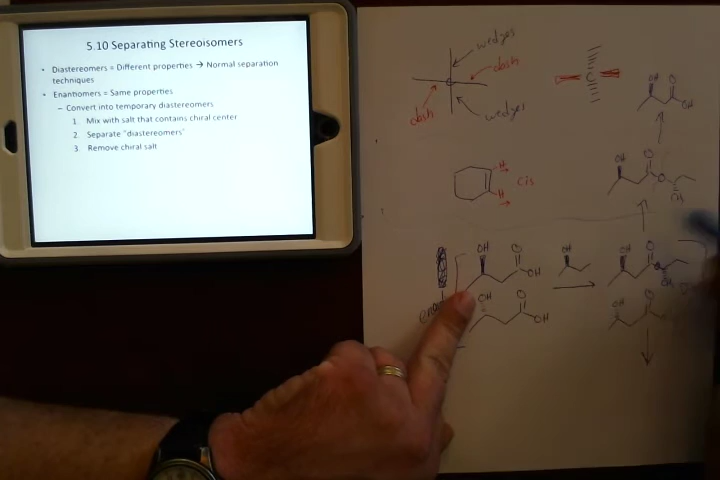 5.10 Separating Stereoisomers
• Diastereomers = Different properties → Normal separation
techniques
• Enantiomers = Same properties
– Convert into temporary diastereomers
1. Mix with salt that contains chiral center
2. Separate "diastereomers"
3. Remove chiral salt
wedges
dash
C
dash
wedges
C
OH
O
OH
H
cis
H
OH
O
O
OH
O
OH
OH
OH
O
OH
O
OH
OH
O